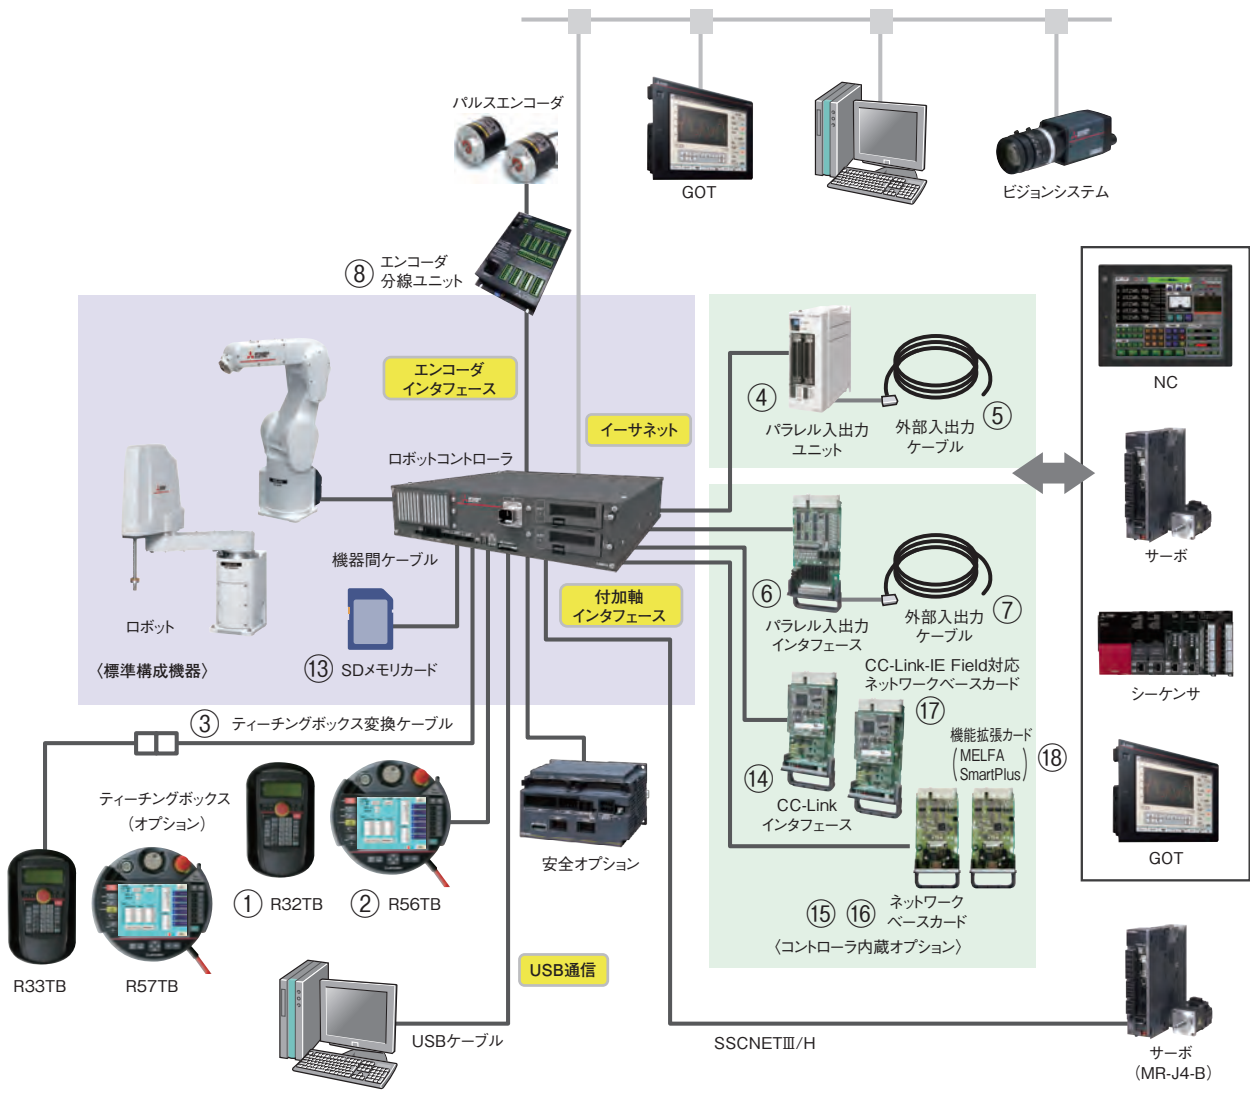 パルスエンコーダ
GOT
ビジョンシステム
⑧ エンコーダ
分線ユニット
エンコーダ
インタフェース
イーサネット
ロボットコントローラ
機器間ケーブル
付加軸
インタフェース
ロボット
〈標準構成機器〉
⑬ SDメモリカード
④
パラレル入出力
ユニット
⑤
外部入出力
ケーブル
⑥
パラレル入出力
インタフェース
⑦
外部入出力
ケーブル
CC-Link-IE Field対応
ネットワークベースカード
⑰
機能拡張カード
(MELFA
SmartPlus)
⑱
⑭
CC-Link
インタフェース
⑮ ⑯ ネットワーク
ベースカード
〈コントローラ内蔵オプション〉
NC
サーボ
シーケンサ
GOT
③ ティーチングボックス変換ケーブル
ティーチングボックス
(オプション)
① R32TB
② R56TB
R33TB
R57TB
安全オプション
USB通信
USBケーブル
SSCNETⅢ/H
サーボ
(MR-J4-B)